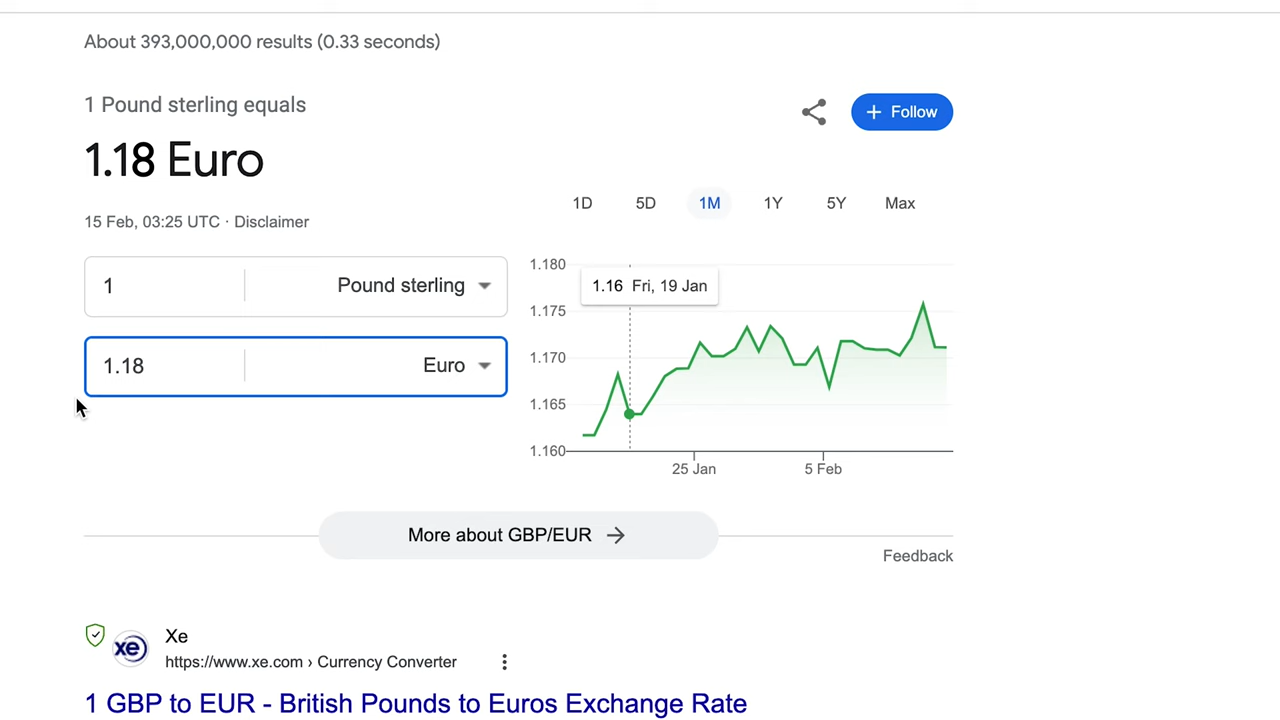 About 393,000,000 results (0.33 seconds)
1 Pound sterling equals
1.18 Euro
15 Feb, 03:25 UTC · Disclaimer
+ Follow
1D 5D 1M 1Y 5Y Max
1 Pound sterling
1.18 Euro
1.180
1.175
1.170
1.165
1.160
1.16 Fri, 19 Jan
25 Jan 5 Feb
More about GBP/EUR →
Feedback
xe
Xe
https://www.xe.com › Currency Converter
1 GBP to EUR - British Pounds to Euros Exchange Rate